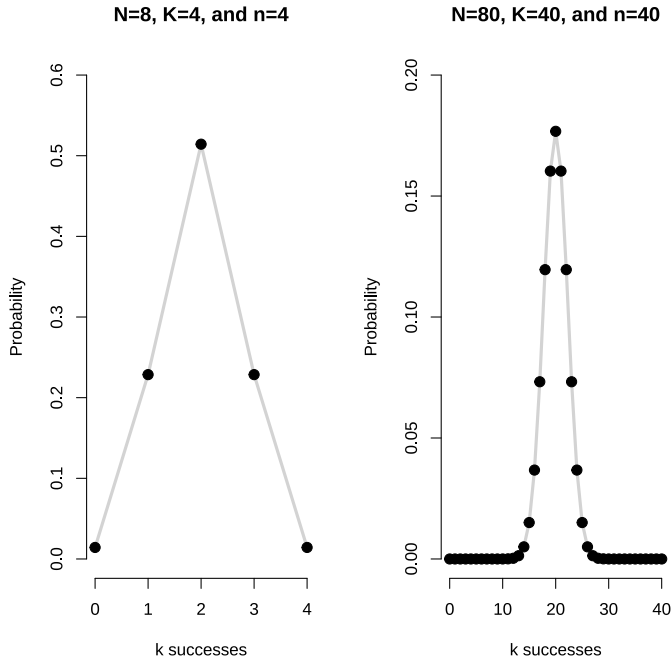 N=8, K=4, and n=4
Probability
0.0 0.1 0.2 0.3 0.4 0.5 0.6
0 1 2 3 4
k successes
N=80, K=40, and n=40
Probability
0.00 0.05 0.10 0.15 0.20
0 10 20 30 40
k successes